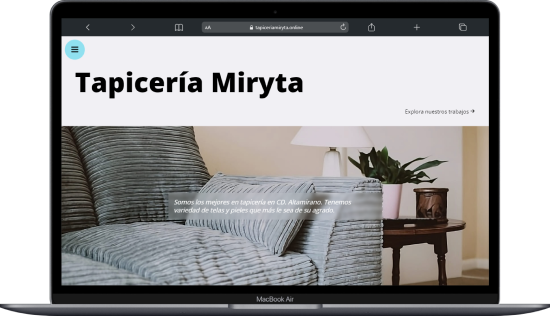 AA tapiceriamiryta.online
Tapicería Miryta
Explora nuestros trabajos →
Somos los mejores en tapicería en CD. Altamirano. Tenemos
variedad de telas y pieles que más le sea de su agrado.
MacBook Air